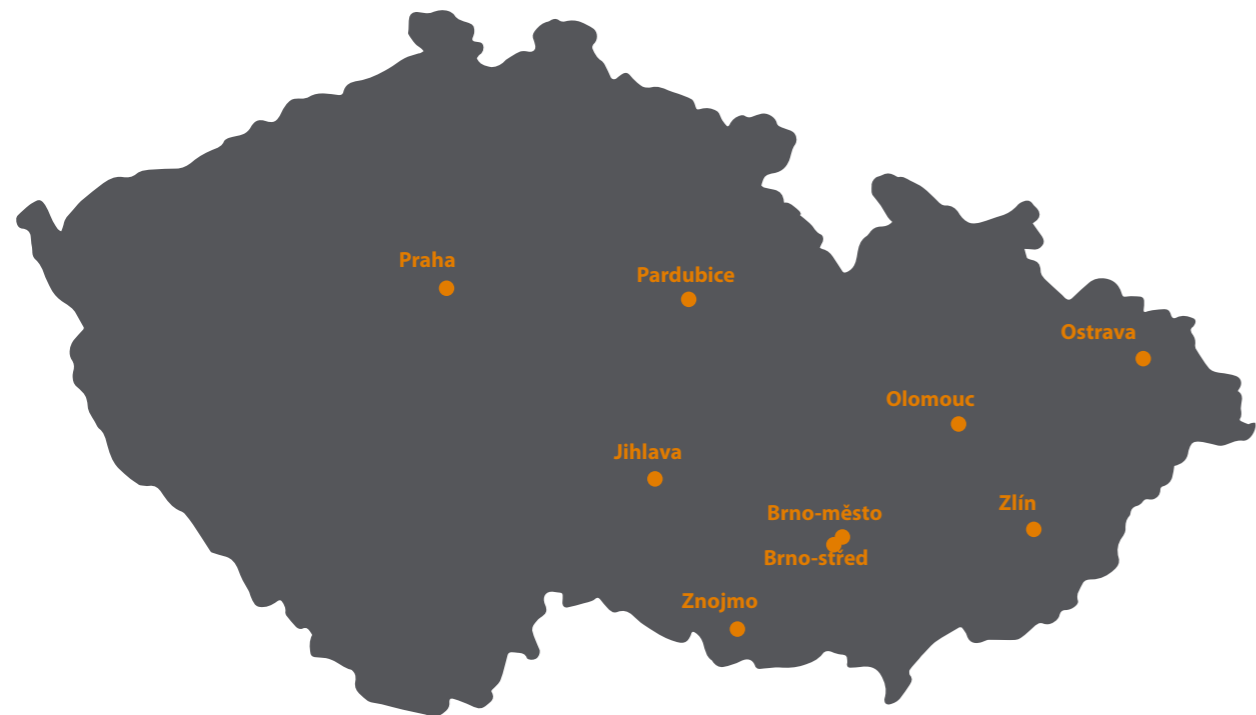 Praha
Pardubice
Ostrava
Olomouc
Jihlava
Zlín
Brno-město
Brno-střed
Znojmo